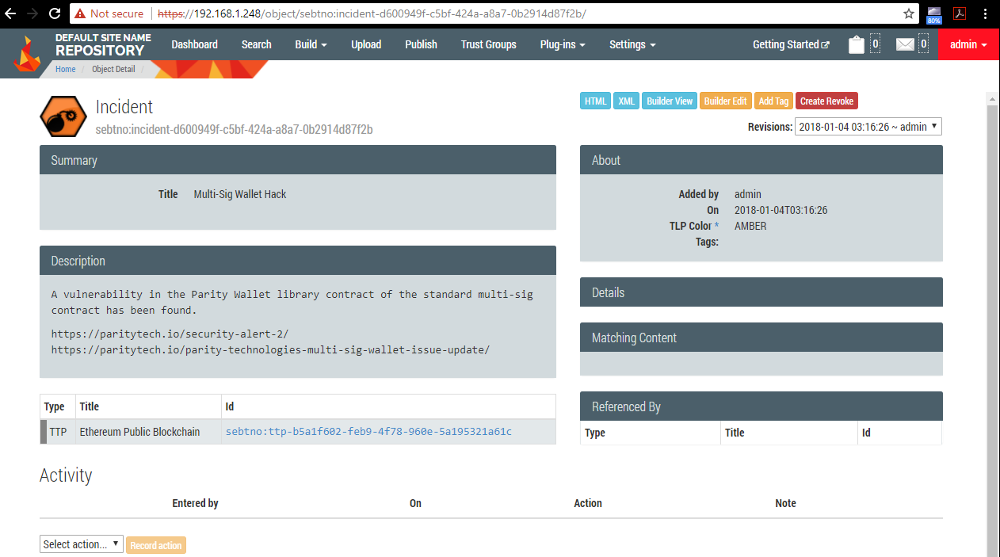 Not secure https://192.168.1.248/object/sebtno:incident-d600949f-c5bf-424a-a8a7-0b2914d87f2b/
80%
DEFAULT SITE NAME
REPOSITORY
Dashboard Search Build Upload Publish Trust Groups Plug-ins Settings Getting Started 0 0 admin
Home / Object Detail /
Incident
sebtno:incident-d600949f-c5bf-424a-a8a7-0b2914d87f2b
HTML XML Builder View Builder Edit Add Tag Create Revoke
Revisions: 2018-01-04 03:16:26 ~ admin
Summary
Title Multi-Sig Wallet Hack
About
Added by admin
On 2018-01-04T03:16:26
TLP Color * AMBER
Tags:
Description
A vulnerability in the Parity Wallet library contract of the standard multi-sig
contract has been found.
https://paritytech.io/security-alert-2/
https://paritytech.io/parity-technologies-multi-sig-wallet-issue-update/
Details
Matching Content
Type Title Id
TTP Ethereum Public Blockchain sebtno:ttp-b5a1f602-feb9-4f78-960e-5a195321a61c
Referenced By
Type Title Id
Activity
Entered by On Action Note
Select action... Record action